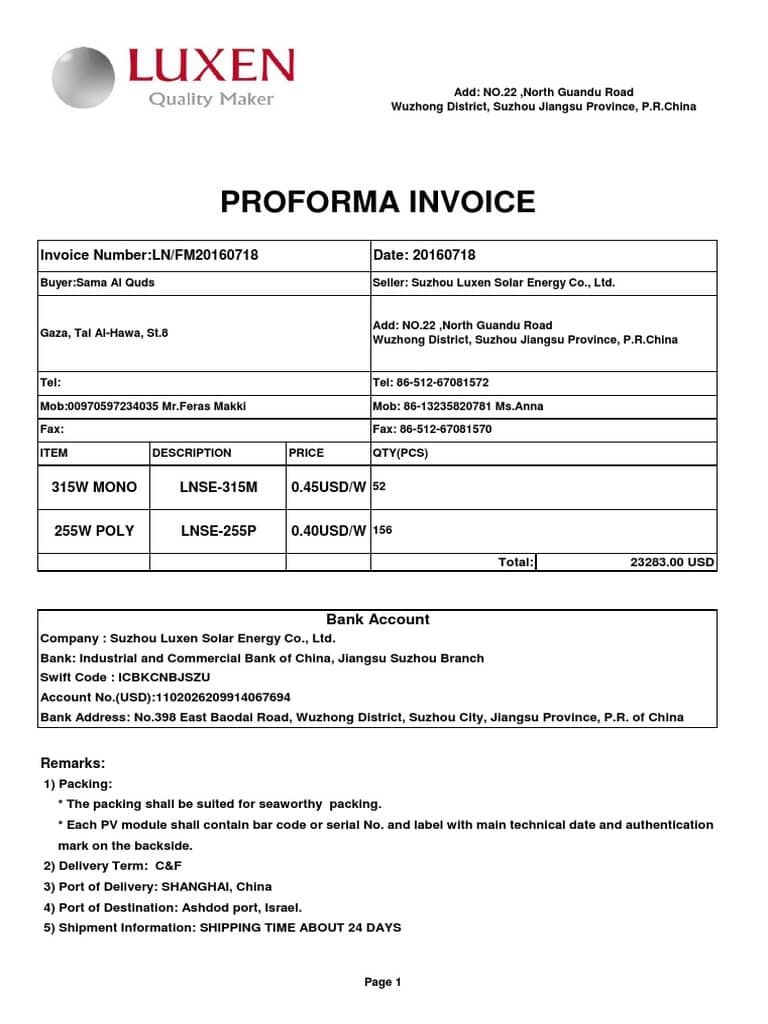 LUXEN
Quality Maker
Add: NO.22 ,North Guandu Road
Wuzhong District, Suzhou Jiangsu Province, P.R.China
PROFORMA INVOICE
Invoice Number:LN/FM20160718 Date: 20160718
Buyer:Sama Al Quds Seller: Suzhou Luxen Solar Energy Co., Ltd.
Gaza, Tal Al-Hawa, St.8 Add: NO.22 ,North Guandu Road
Wuzhong District, Suzhou Jiangsu Province, P.R.China
Tel: Tel: 86-512-67081572
Mob:00970597234035 Mr.Feras Makki Mob: 86-13235820781 Ms.Anna
Fax: Fax: 86-512-67081570
ITEM DESCRIPTION PRICE QTY(PCS)
315W MONO LNSE-315M 0.45USD/W 52
255W POLY LNSE-255P 0.40USD/W 156
Total: 23283.00 USD
Bank Account
Company : Suzhou Luxen Solar Energy Co., Ltd.
Bank: Industrial and Commercial Bank of China, Jiangsu Suzhou Branch
Swift Code : ICBKCNBJSZU
Account No.(USD):1102026209914067694
Bank Address: No.398 East Baodai Road, Wuzhong District, Suzhou City, Jiangsu Province, P.R. of China
Remarks:
1) Packing:
* The packing shall be suited for seaworthy packing.
* Each PV module shall contain bar code or serial No. and label with main technical date and authentication
mark on the backside.
2) Delivery Term: C&F
3) Port of Delivery: SHANGHAI, China
4) Port of Destination: Ashdod port, Israel.
5) Shipment Information: SHIPPING TIME ABOUT 24 DAYS
Page 1